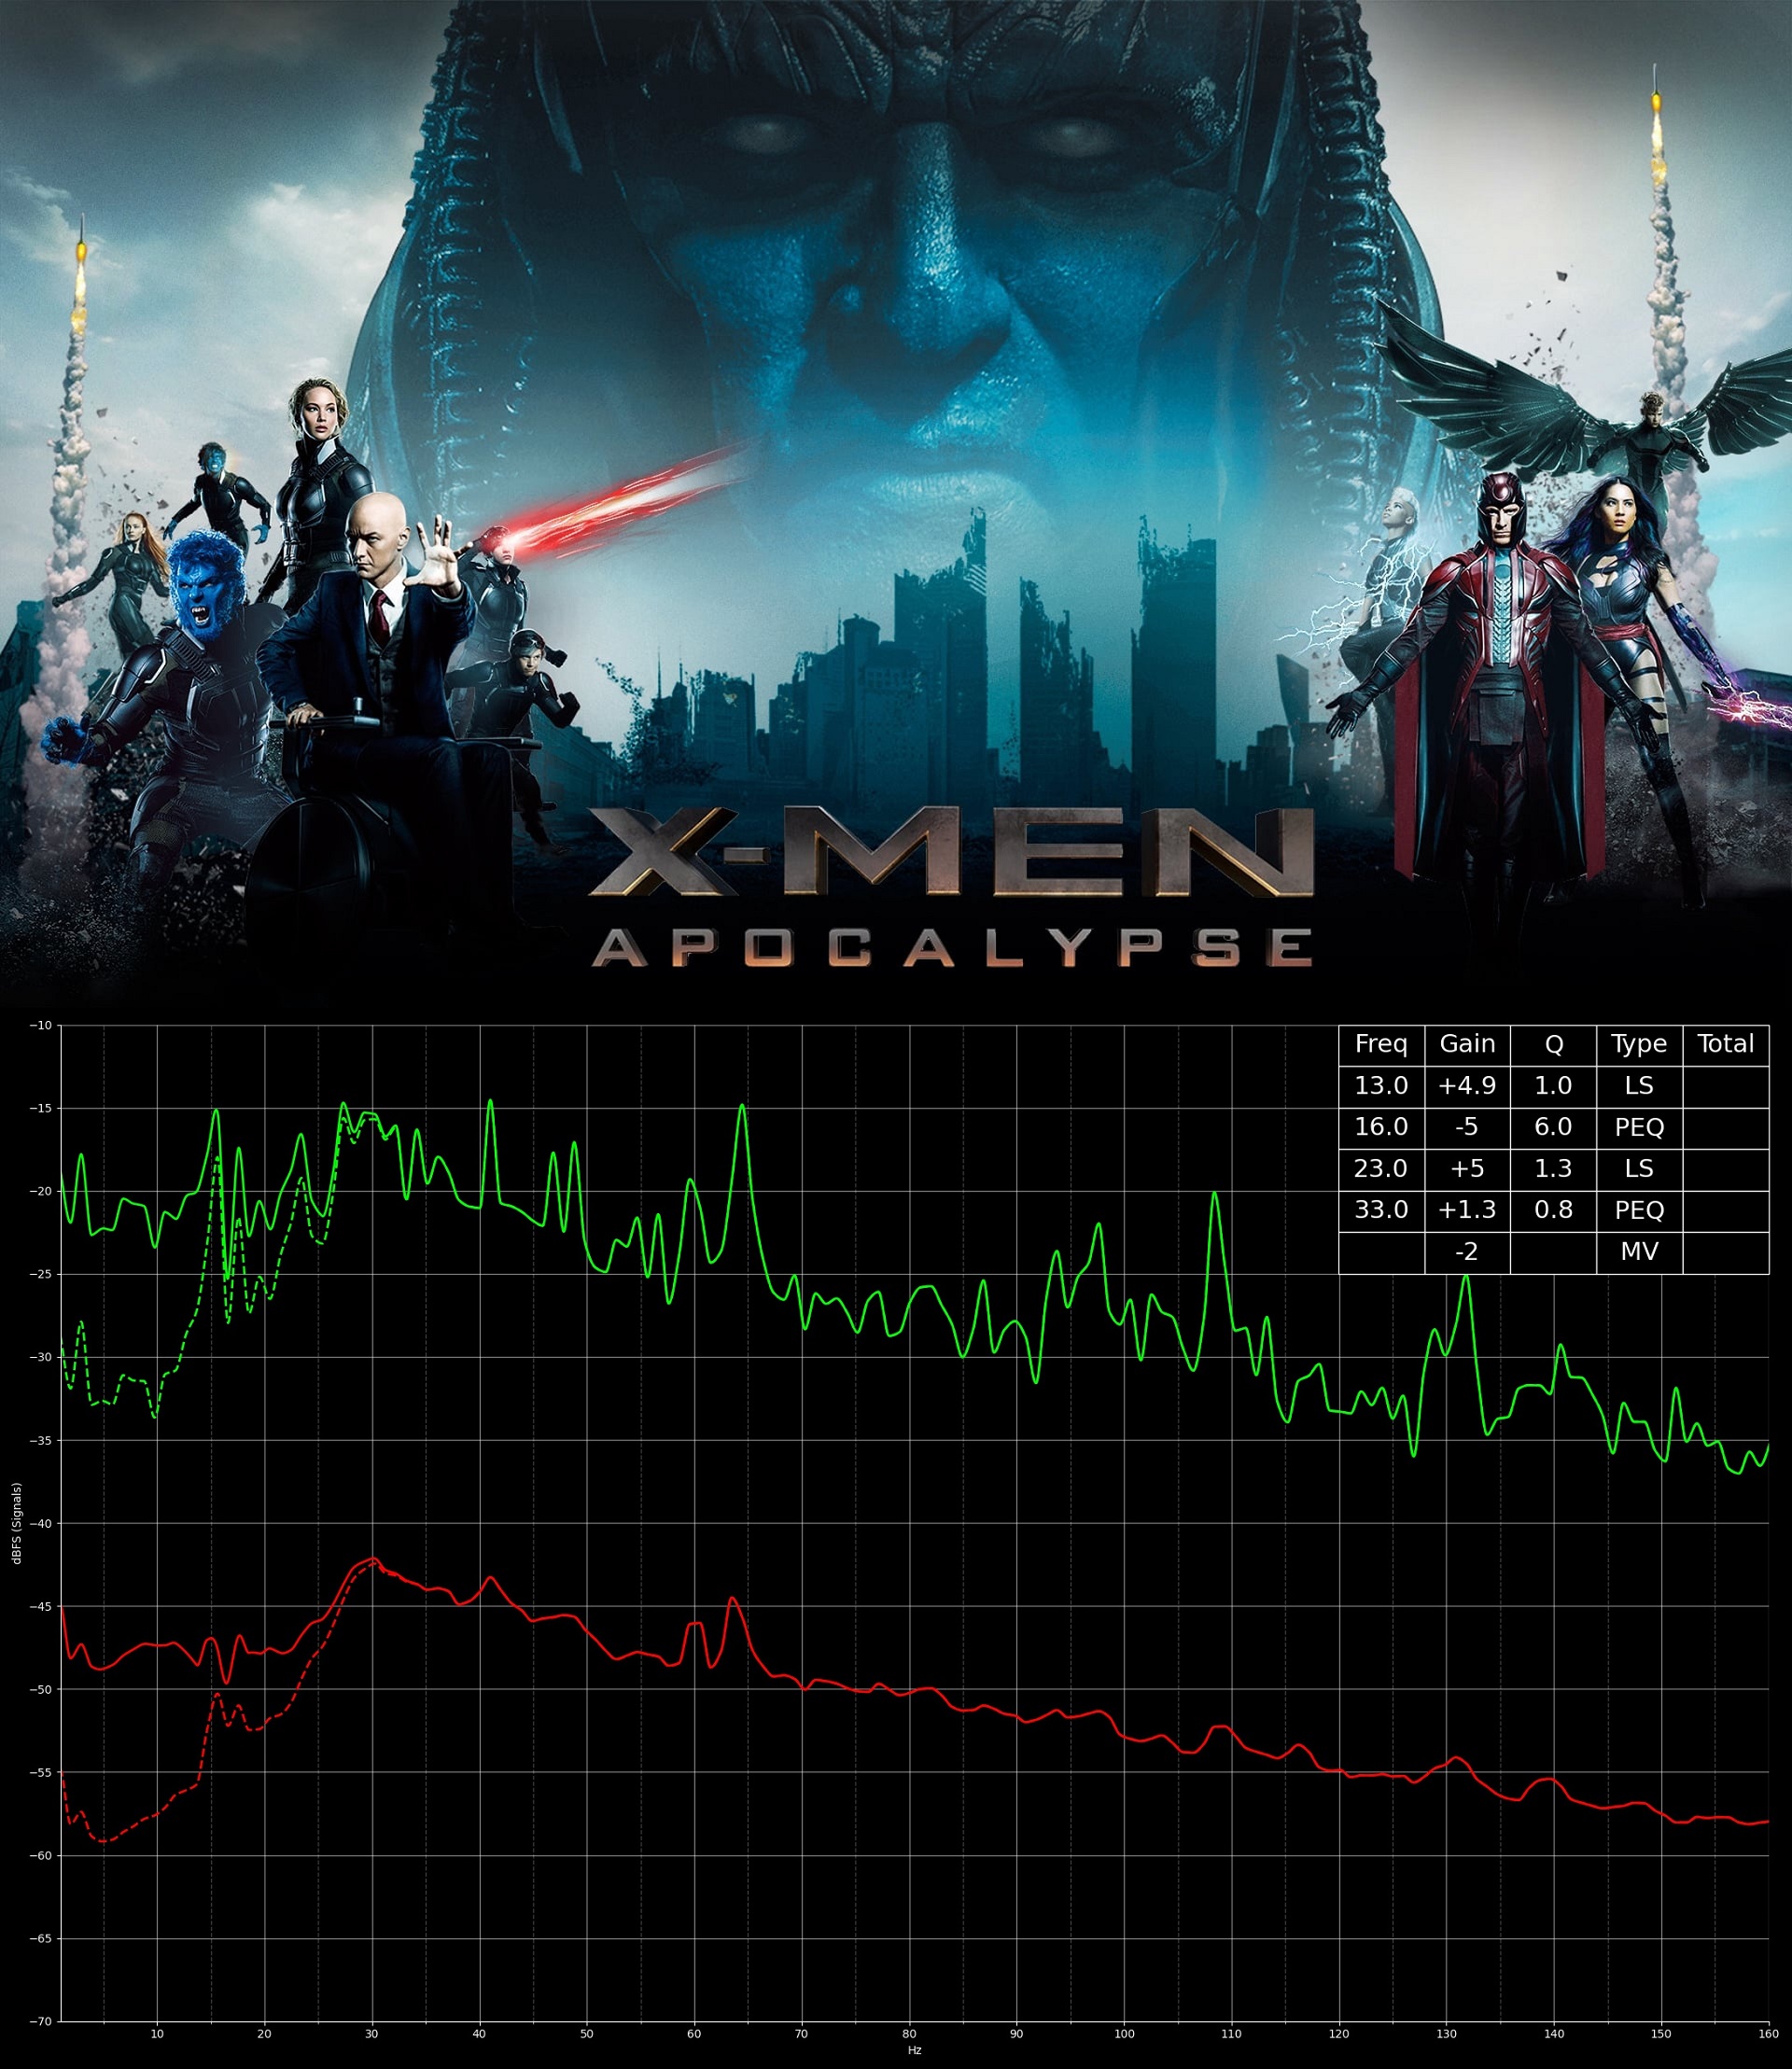 X-MEN
APOCALYPSE
Freq Gain Q Type Total
13.0 +4.9 1.0 LS
16.0 -5 6.0 PEQ
23.0 +5 1.3 LS
33.0 +1.3 0.8 PEQ
-2 MV
−10
−15
−20
−25
−30
−35
−40
−45
−50
−55
−60
−65
−70
dBFS (Signals)
10 20 30 40 50 60 70 80 90 100 110 120 130 140 150 160
Hz